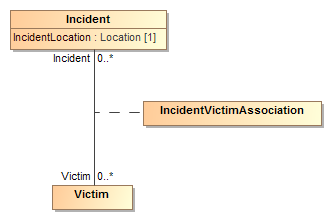 Incident
IncidentLocation : Location [1]
Incident 0..*
IncidentVictimAssociation
Victim 0..*
Victim